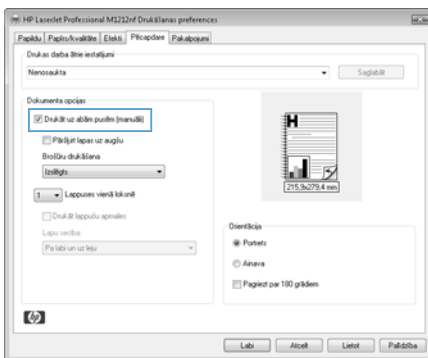 HP LaserJet Professional M1212nf Drukāšanas preferences
Papildu Papīrs/kvalitāte Efekti Pēcapdare Pakalpojumi
Drukas darba ātrie iestatījumi
Nenosaukta
Saglabāt
Dokumenta opcijas
Drukāt uz abām pusēm (manuāli)
Pāršķirt lapas uz augšu
Brošūru drukāšana
Izslēgts
1 Lappuses vienā loksnē
Drukāt lappušu apmales
Lapu secība:
Pa labi un uz leju
215,9x279,4 mm
Orientācija
Portrets
Ainava
Pagriezt par 180 grādiem
hp
Labi Atcelt Lietot Palīdzība